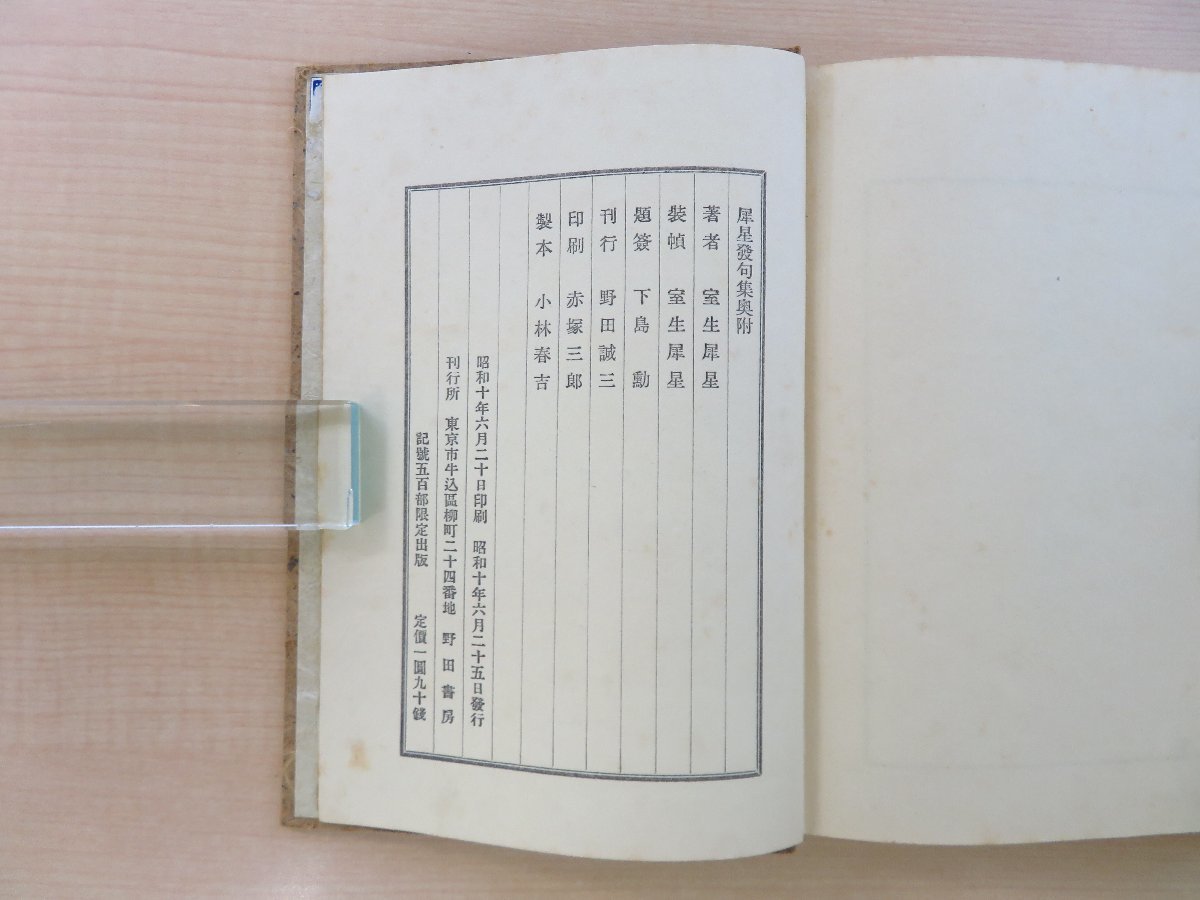 犀星發句集奥附
著者 室生犀星
裝幀 室生犀星
題簽 下島勳
刊行 野田誠三
印刷 赤塚三郎
製本 小林春吉
昭和十年六月二十日印刷 昭和十年六月二十五日發行
刊行所 東京市牛込區柳町二十四番地 野田書房
記號五百部限定出版 定價一圓九十錢